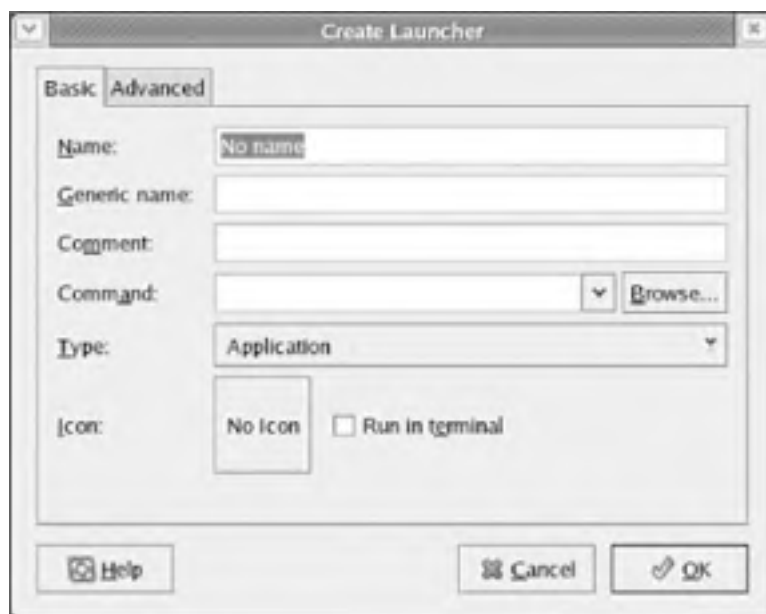 Create Launcher
Basic Advanced
Name: No name
Generic name:
Comment:
Command: Browse...
Type: Application
Icon: No Icon Run in terminal
Help Cancel OK